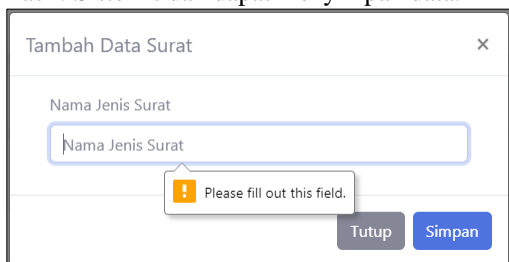 Tambah Data Surat ×
Nama Jenis Surat
Nama Jenis Surat
! Please fill out this field.
Tutup Simpan